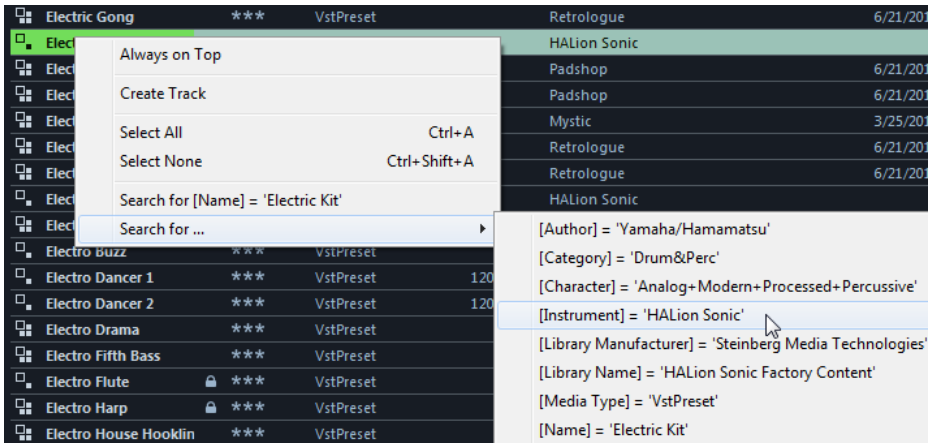 Electric Gong *** VstPreset Retrologue 6/21/201
Elect HALion Sonic
Elect Padshop 6/21/201
Elect Padshop 6/21/201
Elect Mystic 3/25/201
Elect Retrologue 6/21/201
Elect Retrologue 6/21/201
Elect HALion Sonic
Elect
Electro Buzz *** VstPreset
Electro Dancer 1 *** VstPreset 120
Electro Dancer 2 *** VstPreset 120
Electro Drama *** VstPreset
Electro Fifth Bass *** VstPreset
Electro Flute *** VstPreset
Electro Harp *** VstPreset
Electro House Hooklin *** VstPreset
Always on Top
Create Track
Select All Ctrl+A
Select None Ctrl+Shift+A
Search for [Name] = 'Electric Kit'
Search for ...
[Author] = 'Yamaha/Hamamatsu'
[Category] = 'Drum&Perc'
[Character] = 'Analog+Modern+Processed+Percussive'
[Instrument] = 'HALion Sonic'
[Library Manufacturer] = 'Steinberg Media Technologies'
[Library Name] = 'HALion Sonic Factory Content'
[Media Type] = 'VstPreset'
[Name] = 'Electric Kit'